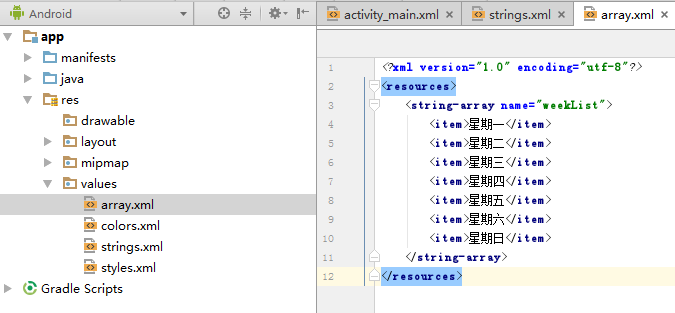 Android
app
manifests
java
res
drawable
layout
mipmap
values
array.xml
colors.xml
strings.xml
styles.xml
Gradle Scripts
activity_main.xml
strings.xml
array.xml
1 <?xml version="1.0" encoding="utf-8"?>
2 <resources>
3 <string-array name="weekList">
4 <item>星期一</item>
5 <item>星期二</item>
6 <item>星期三</item>
7 <item>星期四</item>
8 <item>星期五</item>
9 <item>星期六</item>
10 <item>星期日</item>
11 </string-array>
12 </resources>